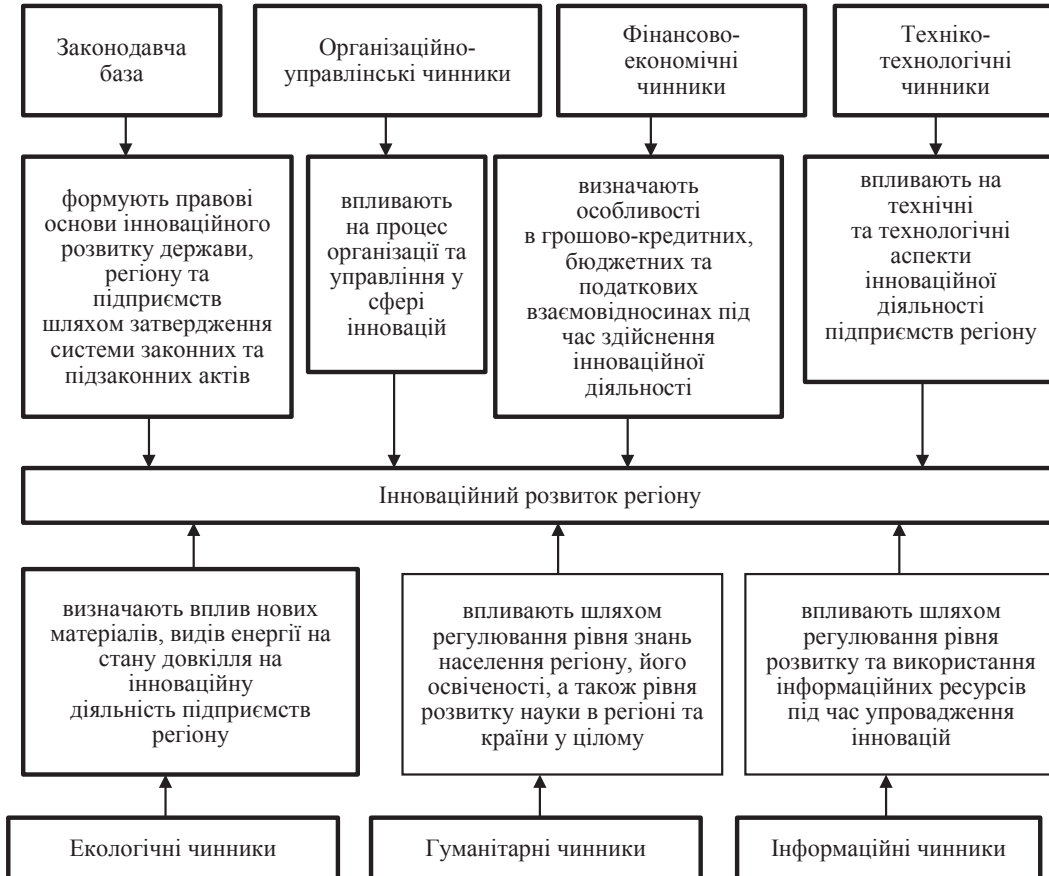 Законодавча
база
Організаційно-
управлінські чинники
Фінансово-
економічні
чинники
Техніко-
технологічні
чинники
формують правові
основи інноваційного
розвитку держави,
регіону та
підприємств
шляхом затвердження
системи законних та
підзаконних актів
впливають
на процес
організації та
управління у
сфері
інновацій
визначають
особливості
в грошово-кредитних,
бюджетних та
податкових
взаємовідносинах під
час здійснення
інноваційної
діяльності
впливають на
технічні
та технологічні
аспекти
інноваційної
діяльності
підприємств регіону
Інноваційний розвиток регіону
визначають вплив нових
матеріалів, видів енергії на
стану довкілля на
інноваційну
діяльність підприємств
регіону
впливають шляхом
регулювання рівня знань
населення регіону, його
освіченості, а також рівня
розвитку науки в регіоні та
країни у цілому
впливають шляхом
регулювання рівня
розвитку та використання
інформаційних ресурсів
під час упровадження
інновацій
Екологічні чинники
Гуманітарні чинники
Інформаційні чинники